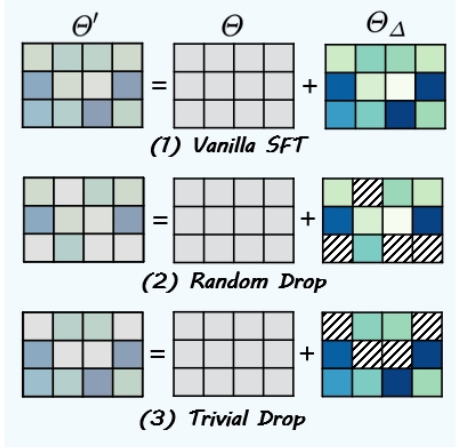 Θ' Θ Θ_Δ
= +
(1) Vanilla SFT
= +
(2) Random Drop
= +
(3) Trivial Drop